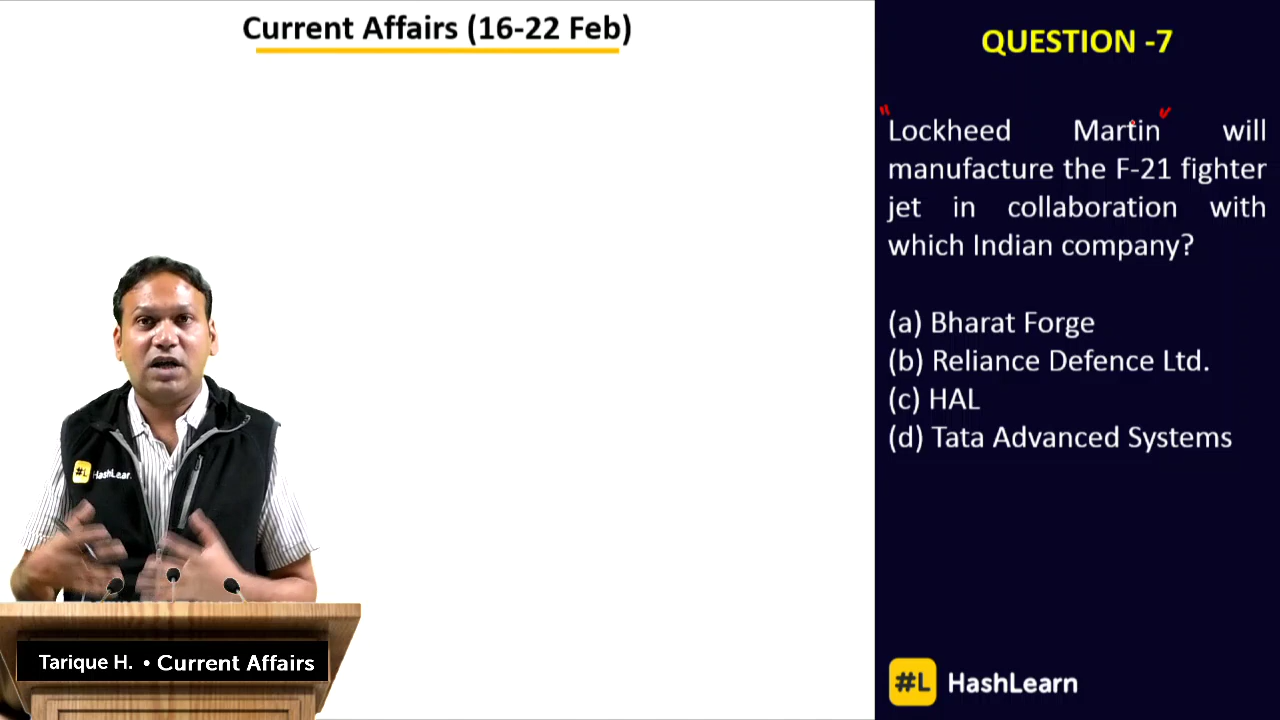 Current Affairs (16-22 Feb)
QUESTION -7
Lockheed Martin will
manufacture the F-21 fighter
jet in collaboration with
which Indian company?
(a) Bharat Forge
(b) Reliance Defence Ltd.
(c) HAL
(d) Tata Advanced Systems
#L HashLearn
Tarique H. • Current Affairs
#L HashLearn